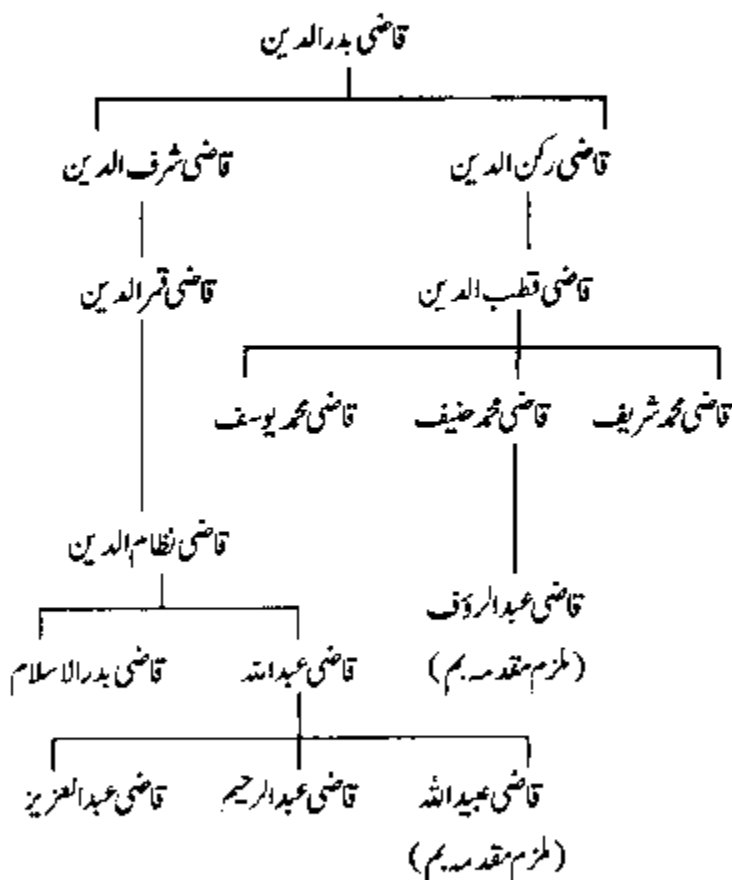 قاضی بدرالدین
قاضی رکن الدین قاضی شرف الدین
قاضی قطب الدین قاضی قمرالدین
قاضی محمد شریف قاضی محمد حنیف قاضی محمد یوسف
قاضی نظام الدین
قاضی عبدالرؤف
(ملزم مقدمہ بم) قاضی عبداللہ قاضی بدرالاسلام
قاضی عبیداللہ قاضی عبدالرحیم قاضی عبدالعزیز
(ملزم مقدمہ بم)